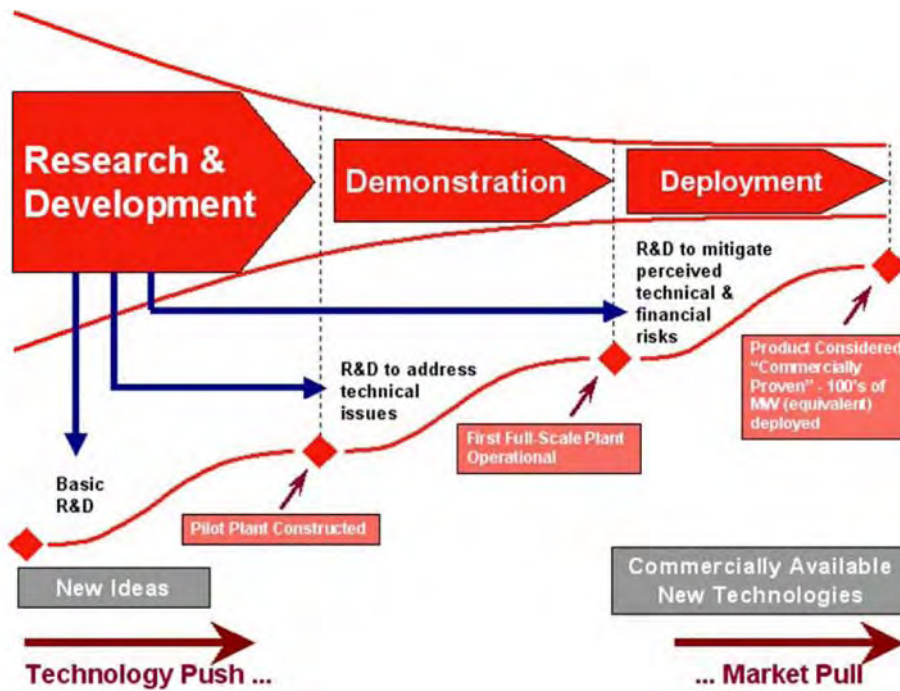 Research &
Development
Demonstration
Deployment
R&D to mitigate
perceived
technical &
financial
risks
Product Considered
"Commercially
Proven" - 100's of
MW (equivalent)
deployed
R&D to address
technical
issues
First Full-Scale Plant
Operational
Basic
R&D
Pilot Plant Constructed
New Ideas
Commercially Available
New Technologies
Technology Push ...
... Market Pull